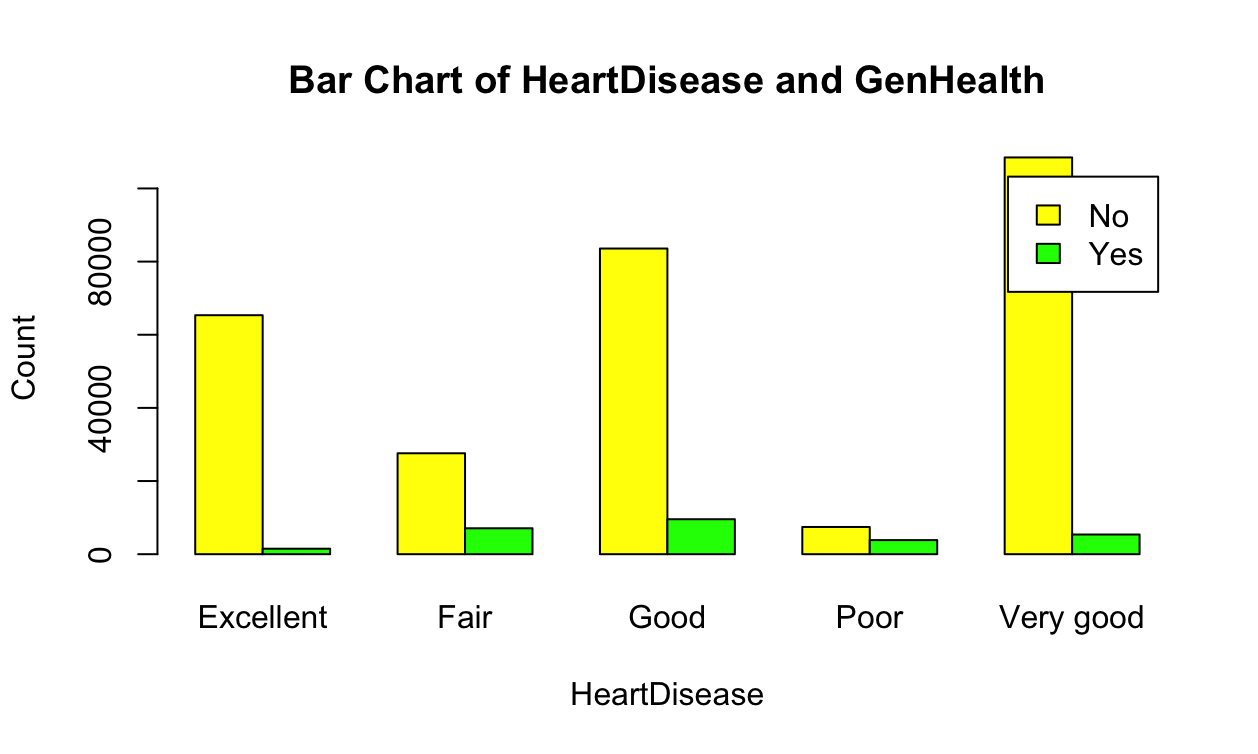 Bar Chart of HeartDisease and GenHealth
Count
80000
40000
0
No
Yes
Excellent
Fair
Good
Poor
Very good
HeartDisease